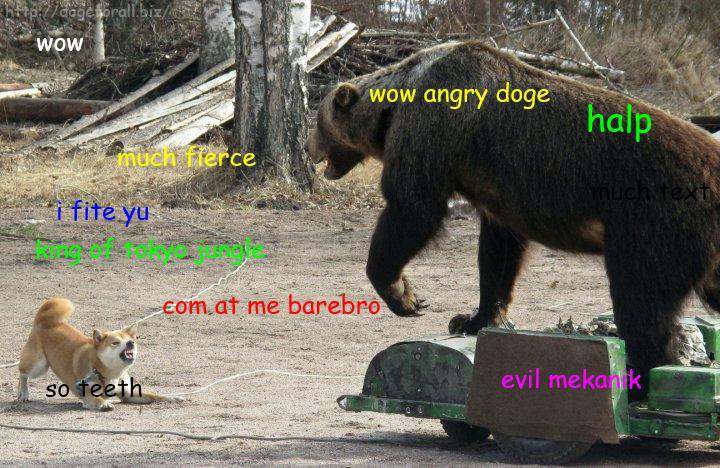 http://dogeforall.biz/
wow
wow angry doge
halp
much fierce
much text
i fite yu
king of tokyo jungle
com at me barebro
evil mekanik
so teeth